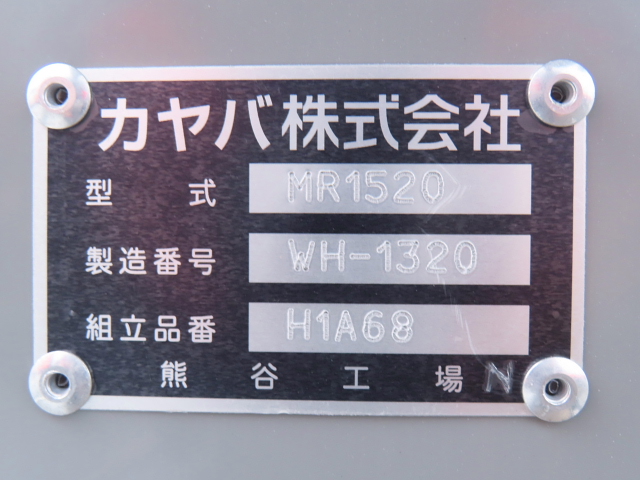 カヤバ株式会社
型式 MR1520
製造番号 WH-1320
組立品番 H1A68
熊谷工場 N